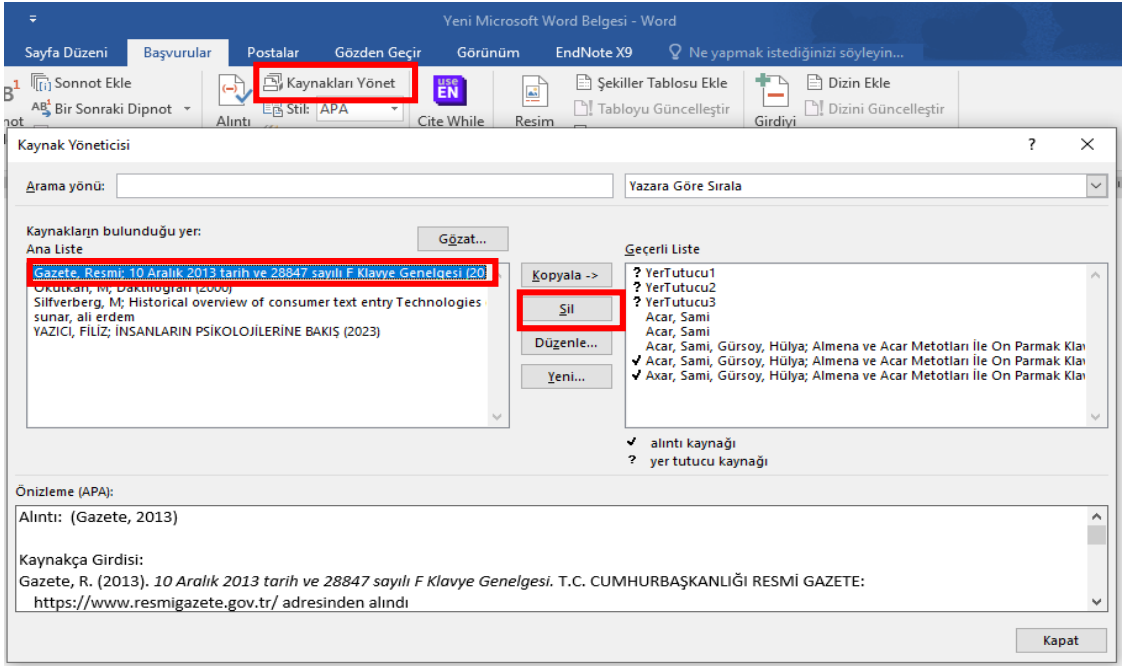 Yeni Microsoft Word Belgesi - Word
Sayfa Düzeni Başvurular Postalar Gözden Geçir Görünüm EndNote X9 Ne yapmak istediğinizi söyleyin...
Sonnot Ekle Kaynakları Yönet Şekiller Tablosu Ekle Dizin Ekle
AB¹ Bir Sonraki Dipnot Stil: APA Tabloyu Güncelleştir Dizini Güncelleştir
not Alıntı Cite While Resim Girdiyi
Kaynak Yöneticisi ? ×
Arama yönü: Yazara Göre Sırala
Kaynakların bulunduğu yer: Gözat...
Ana Liste Geçerli Liste
Gazete, Resmi; 10 Aralık 2013 tarih ve 28847 sayılı F Klavye Genelgesi (20
Okutkan, M; Daktilografi (2000)
Silfverberg, M; Historical overview of consumer text entry Technologies
sunar, ali erdem
YAZICI, FİLİZ; İNSANLARIN PSİKOLOJİLERİNE BAKIŞ (2023)
Kopyala ->
Sil
Düzenle...
Yeni...
? YerTutucu1
? YerTutucu2
? YerTutucu3
Acar, Sami
Acar, Sami
Acar, Sami, Gürsoy, Hülya; Almena ve Acar Metotları İle On Parmak Klav
✓ Acar, Sami, Gürsoy, Hülya; Almena ve Acar Metotları İle On Parmak Klav
✓ Axar, Sami, Gürsoy, Hülya; Almena ve Acar Metotları İle On Parmak Klav
✓ alıntı kaynağı
? yer tutucu kaynağı
Önizleme (APA):
Alıntı: (Gazete, 2013)
Kaynakça Girdisi:
Gazete, R. (2013). 10 Aralık 2013 tarih ve 28847 sayılı F Klavye Genelgesi. T.C. CUMHURBAŞKANLIĞI RESMİ GAZETE:
https://www.resmigazete.gov.tr/ adresinden alındı
Kapat